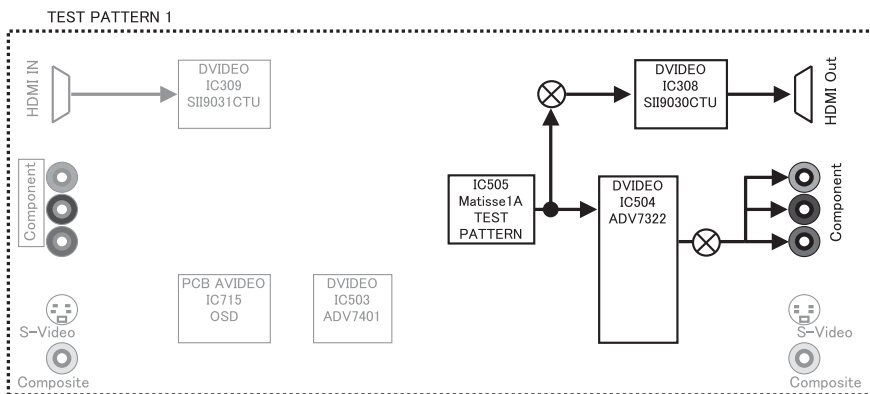 TEST PATTERN 1
HDMI IN
DVIDEO
IC309
SII9031CTU
DVIDEO
IC308
SII9030CTU
HDMI Out
Component
IC505
Matisse1A
TEST
PATTERN
DVIDEO
IC504
ADV7322
Component
PCB AVIDEO
IC715
OSD
DVIDEO
IC503
ADV7401
S-Video
Composite
S-Video
Composite